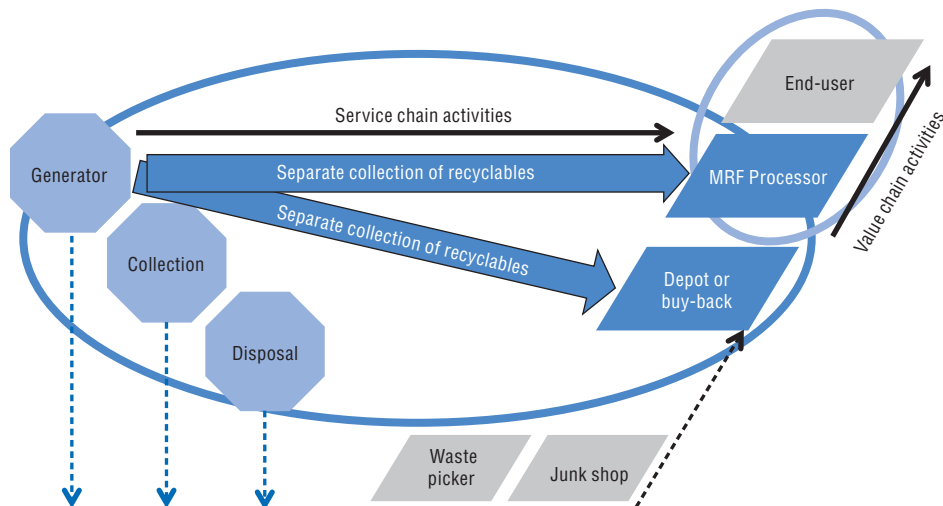 End-user
Service chain activities
Generator
Separate collection of recyclables
MRF Processor
Value chain activities
Separate collection of recyclables
Collection
Depot or
buy-back
Disposal
Waste
picker
Junk shop